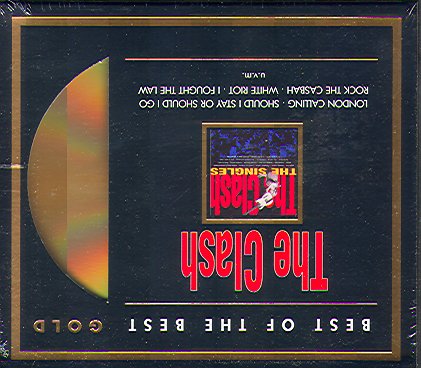 BEST OF THE BEST GOLD
The Clash
The Clash
THE SINGLES
LONDON CALLING · SHOULD I STAY OR SHOULD I GO
ROCK THE CASBAH · WHITE RIOT · I FOUGHT THE LAW
u.v.m.